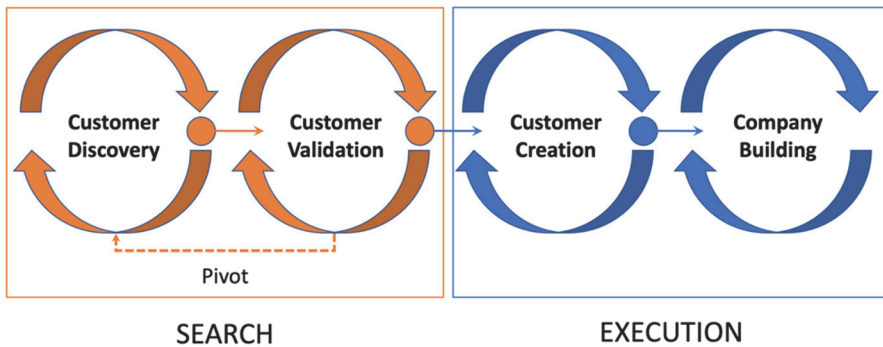 Customer
Discovery
Customer
Validation
Customer
Creation
Company
Building
Pivot
SEARCH
EXECUTION